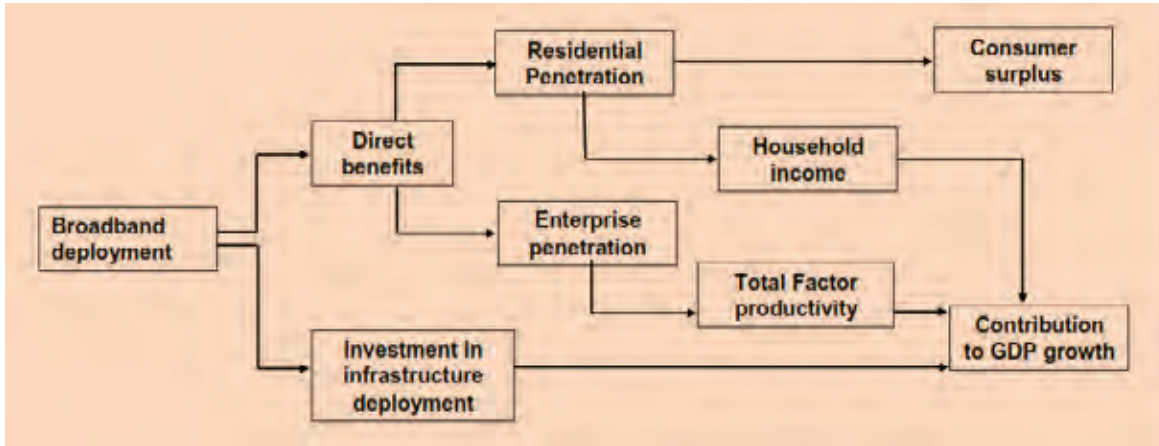 Residential
Penetration
Consumer
surplus
Direct
benefits
Household
income
Broadband
deployment
Enterprise
penetration
Total Factor
productivity
Contribution
to GDP growth
Investment in
infrastructure
deployment